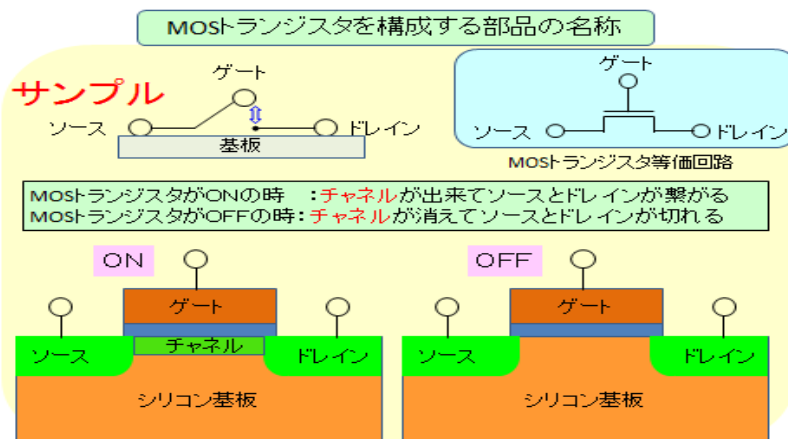 MOSトランジスタを構成する部品の名称
サンプル
ゲート
ソース
ドレイン
基板
ゲート
ソース
ドレイン
MOSトランジスタ等価回路
MOSトランジスタがONの時 :チャネルが出来てソースとドレインが繋がる
MOSトランジスタがOFFの時:チャネルが消えてソースとドレインが切れる
ON
ゲート
ソース
チャネル
ドレイン
シリコン基板
OFF
ゲート
ソース
ドレイン
シリコン基板